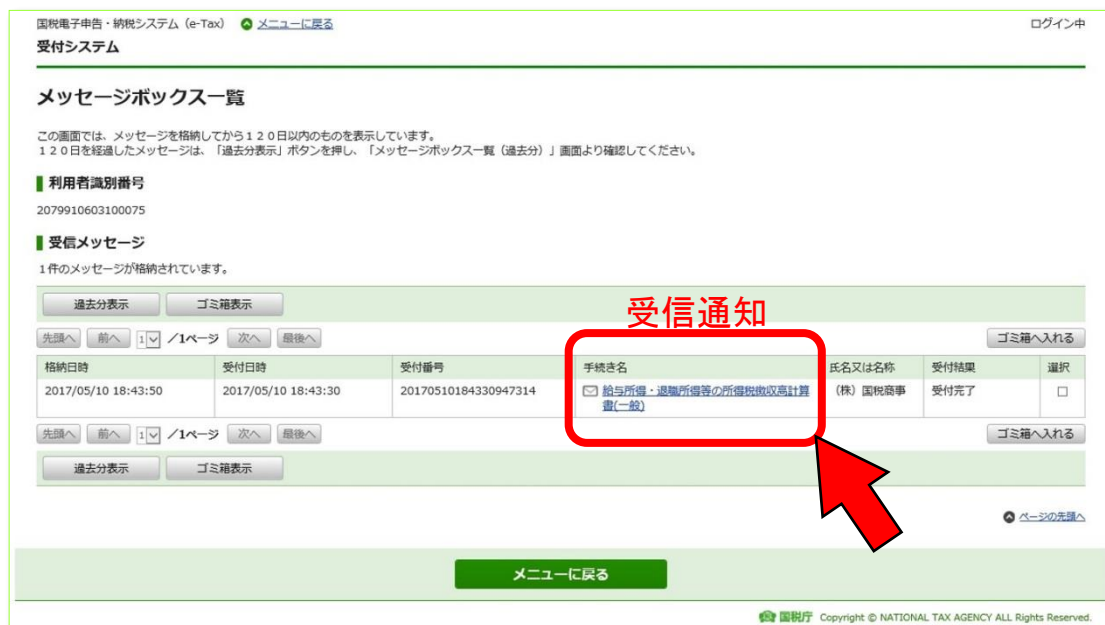 国税電子申告・納税システム（e-Tax） メニューに戻る ログイン中
受付システム
メッセージボックス一覧
この画面では、メッセージを格納してから１２０日以内のものを表示しています。
１２０日を経過したメッセージは、「過去分表示」ボタンを押し、「メッセージボックス一覧（過去分）」画面より確認してください。
利用者識別番号
2079910603100075
受信メッセージ
1件のメッセージが格納されています。
過去分表示 ゴミ箱表示
受信通知
先頭へ 前へ 1 ／1ページ 次へ 最後へ ゴミ箱へ入れる
格納日時 受付日時 受付番号 手続き名 氏名又は名称 受付結果 選択
2017/05/10 18:43:50 2017/05/10 18:43:30 20170510184330947314 給与所得・退職所得等の所得税徴収高計算 （株）国税商事 受付完了
書(一般)
先頭へ 前へ 1 ／1ページ 次へ 最後へ ゴミ箱へ入れる
過去分表示 ゴミ箱表示
ページの先頭へ
メニューに戻る
国税庁 Copyright © NATIONAL TAX AGENCY ALL Rights Reserved.